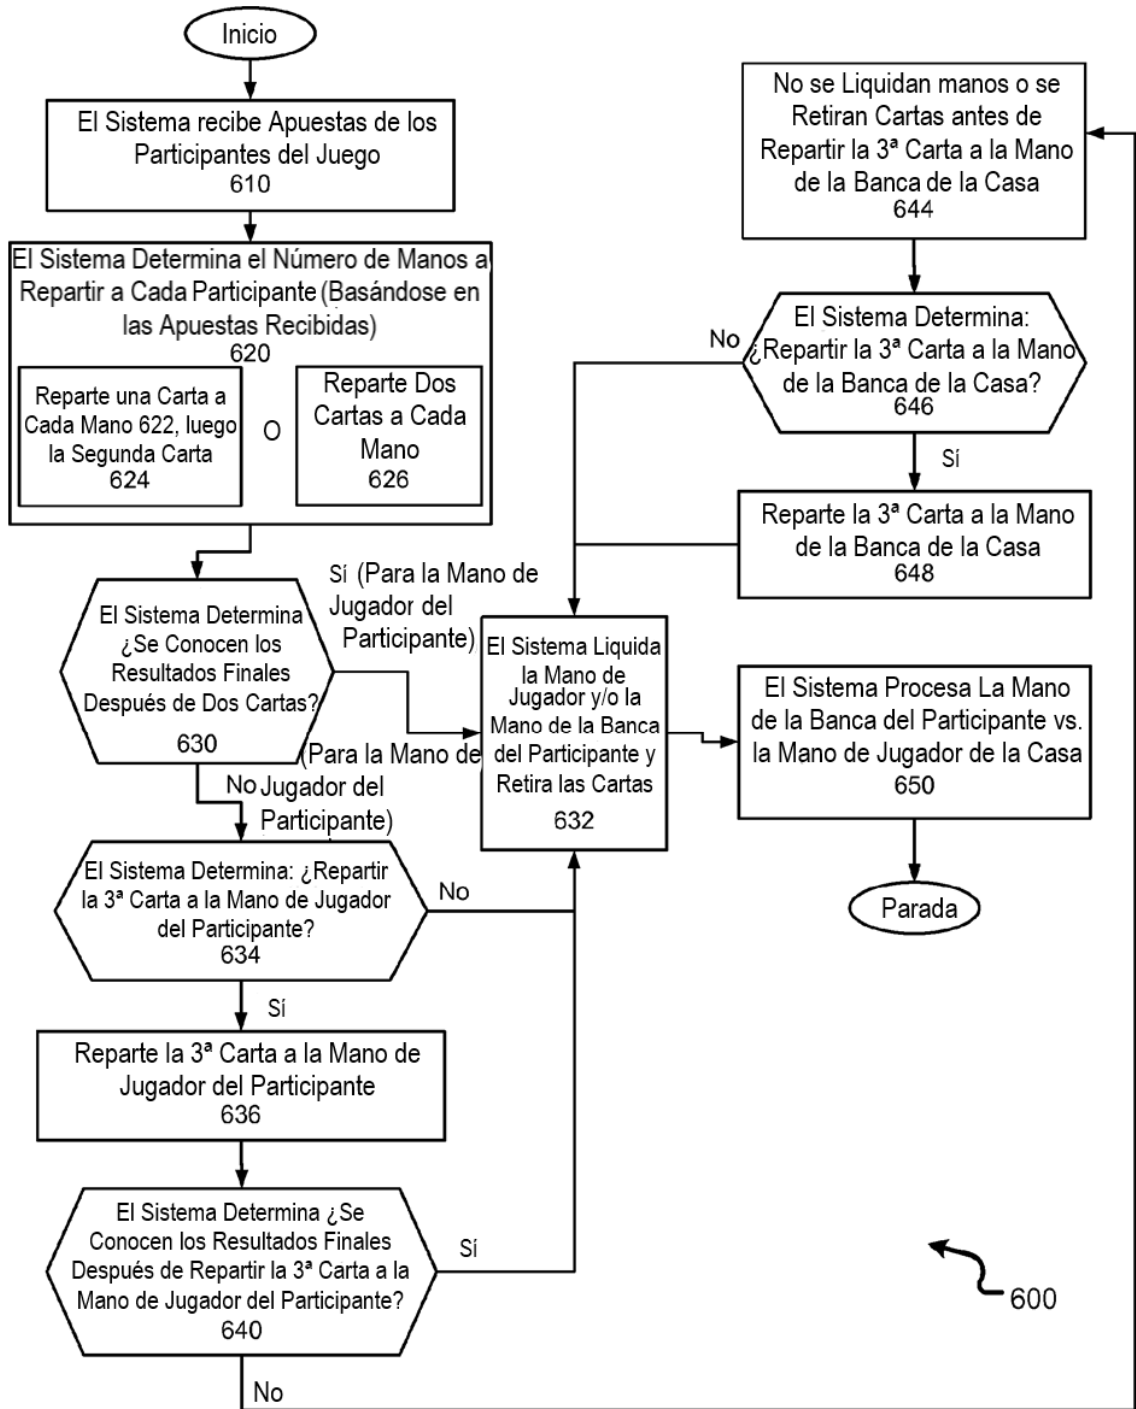 Inicio
El Sistema recibe Apuestas de los
Participantes del Juego
610
El Sistema Determina el Número de Manos a
Repartir a Cada Participante (Basándose en
las Apuestas Recibidas)
620
Reparte una Carta a
Cada Mano 622, luego
la Segunda Carta
624
O
Reparte Dos
Cartas a Cada
Mano
626
El Sistema Determina
¿Se Conocen los
Resultados Finales
Después de Dos Cartas?
630
Sí (Para la Mano de
Jugador del
Participante)
No
(Para la Mano de
Jugador del
Participante)
El Sistema Determina: ¿Repartir
la 3ª Carta a la Mano de Jugador
del Participante?
634
No
Sí
Reparte la 3ª Carta a la Mano de
Jugador del Participante
636
El Sistema Determina ¿Se
Conocen los Resultados Finales
Después de Repartir la 3ª Carta a la
Mano de Jugador del Participante?
640
Sí
No
El Sistema Liquida
la Mano de
Jugador y/o la
Mano de la Banca
del Participante y
Retira las Cartas
632
No se Liquidan manos o se
Retiran Cartas antes de
Repartir la 3ª Carta a la Mano
de la Banca de la Casa
644
El Sistema Determina:
¿Repartir la 3ª Carta a la Mano
de la Banca de la Casa?
646
No
Sí
Reparte la 3ª Carta a la Mano
de la Banca de la Casa
648
El Sistema Procesa La Mano
de la Banca del Participante vs.
la Mano de Jugador de la Casa
650
Parada
600